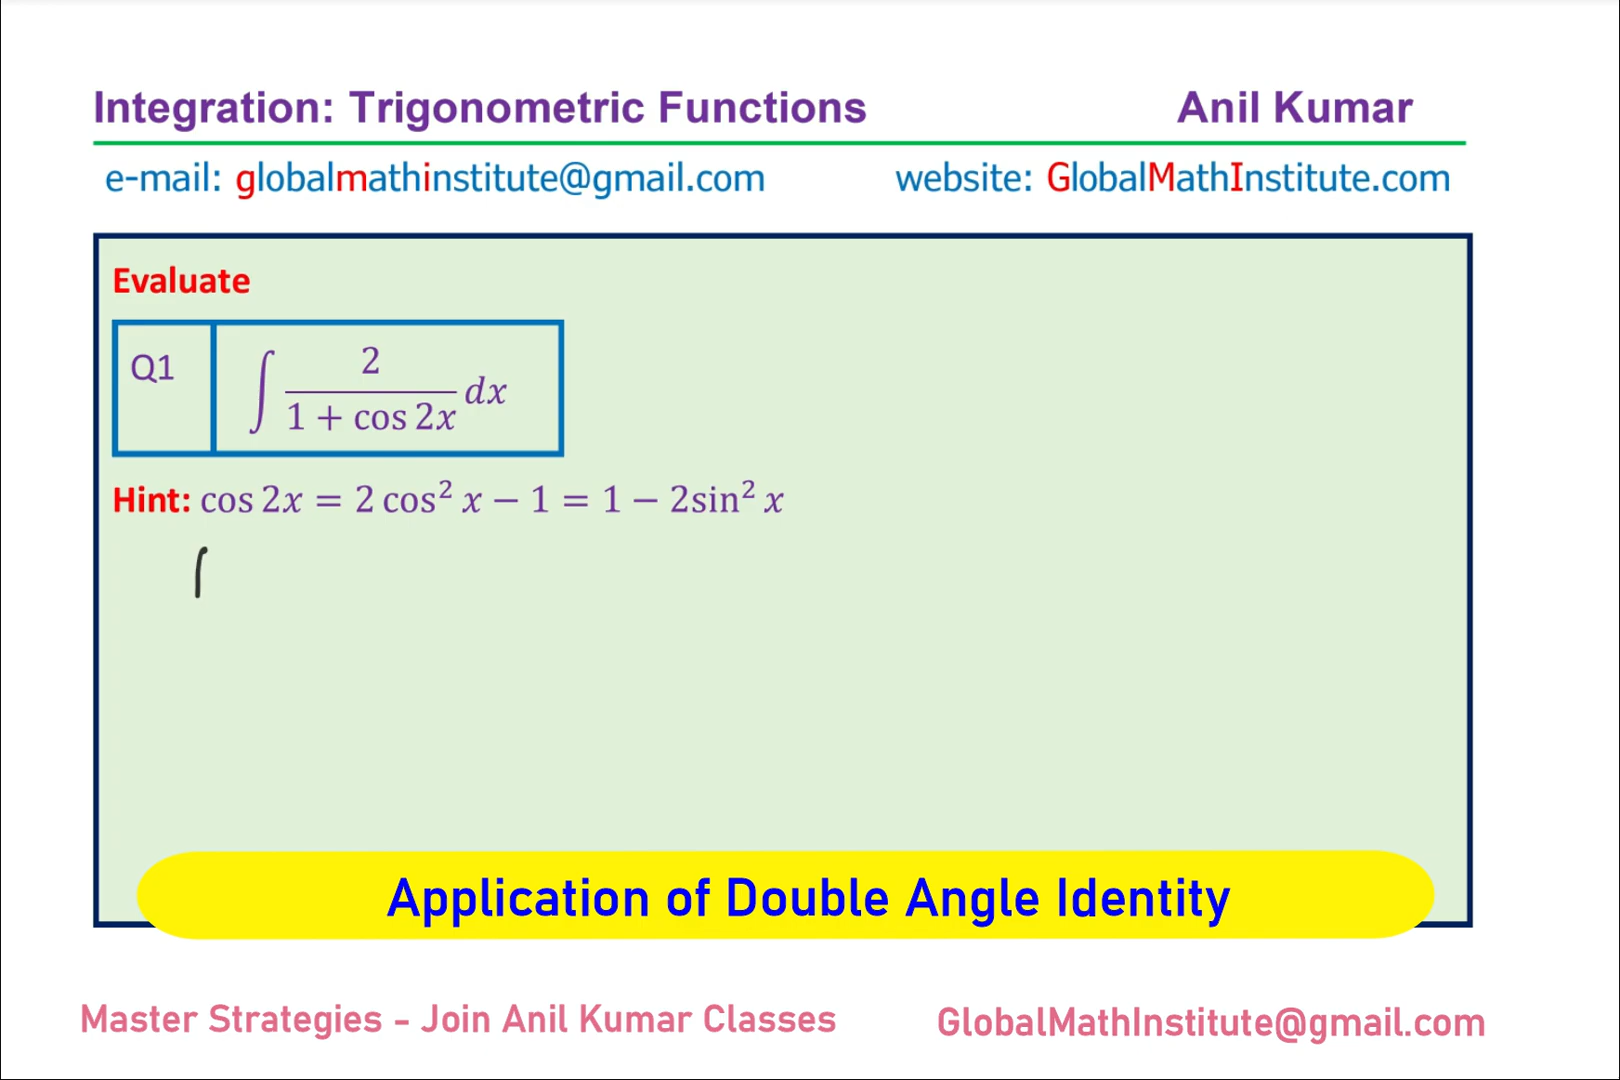 Integration: Trigonometric Functions Anil Kumar
e-mail: globalmathinstitute@gmail.com website: GlobalMathInstitute.com
Evaluate
Q1 ∫ 2/(1 + cos 2x) dx
Hint: cos 2x = 2 cos² x − 1 = 1 − 2sin² x
Application of Double Angle Identity
Master Strategies - Join Anil Kumar Classes GlobalMathInstitute@gmail.com